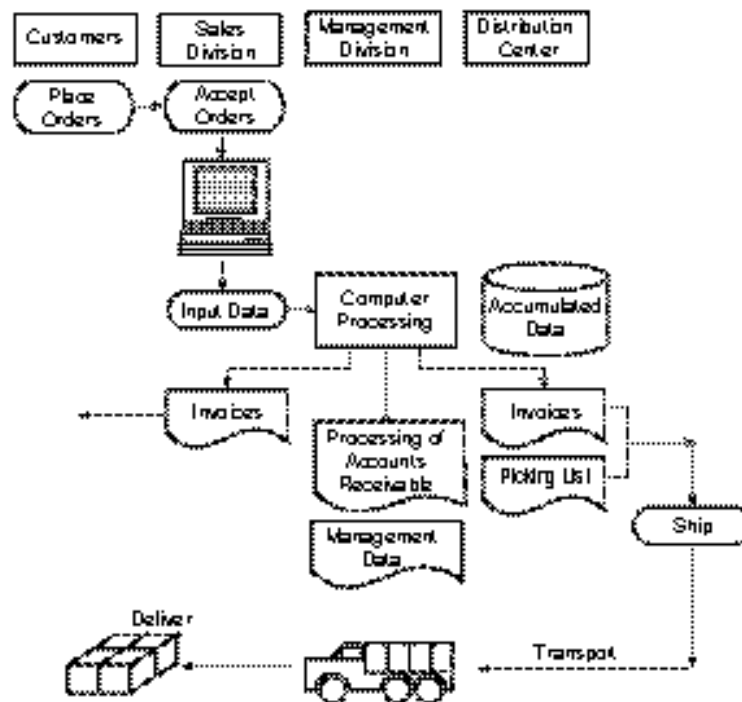 Customers
Sales
Division
Management
Division
Distribution
Center
Place
Orders
Accept
Orders
Input Data
Computer
Processing
Accumulated
Data
Invoices
Processing of
Accounts
Receivable
Invoices
Picking List
Management
Data
Ship
Deliver
Transport